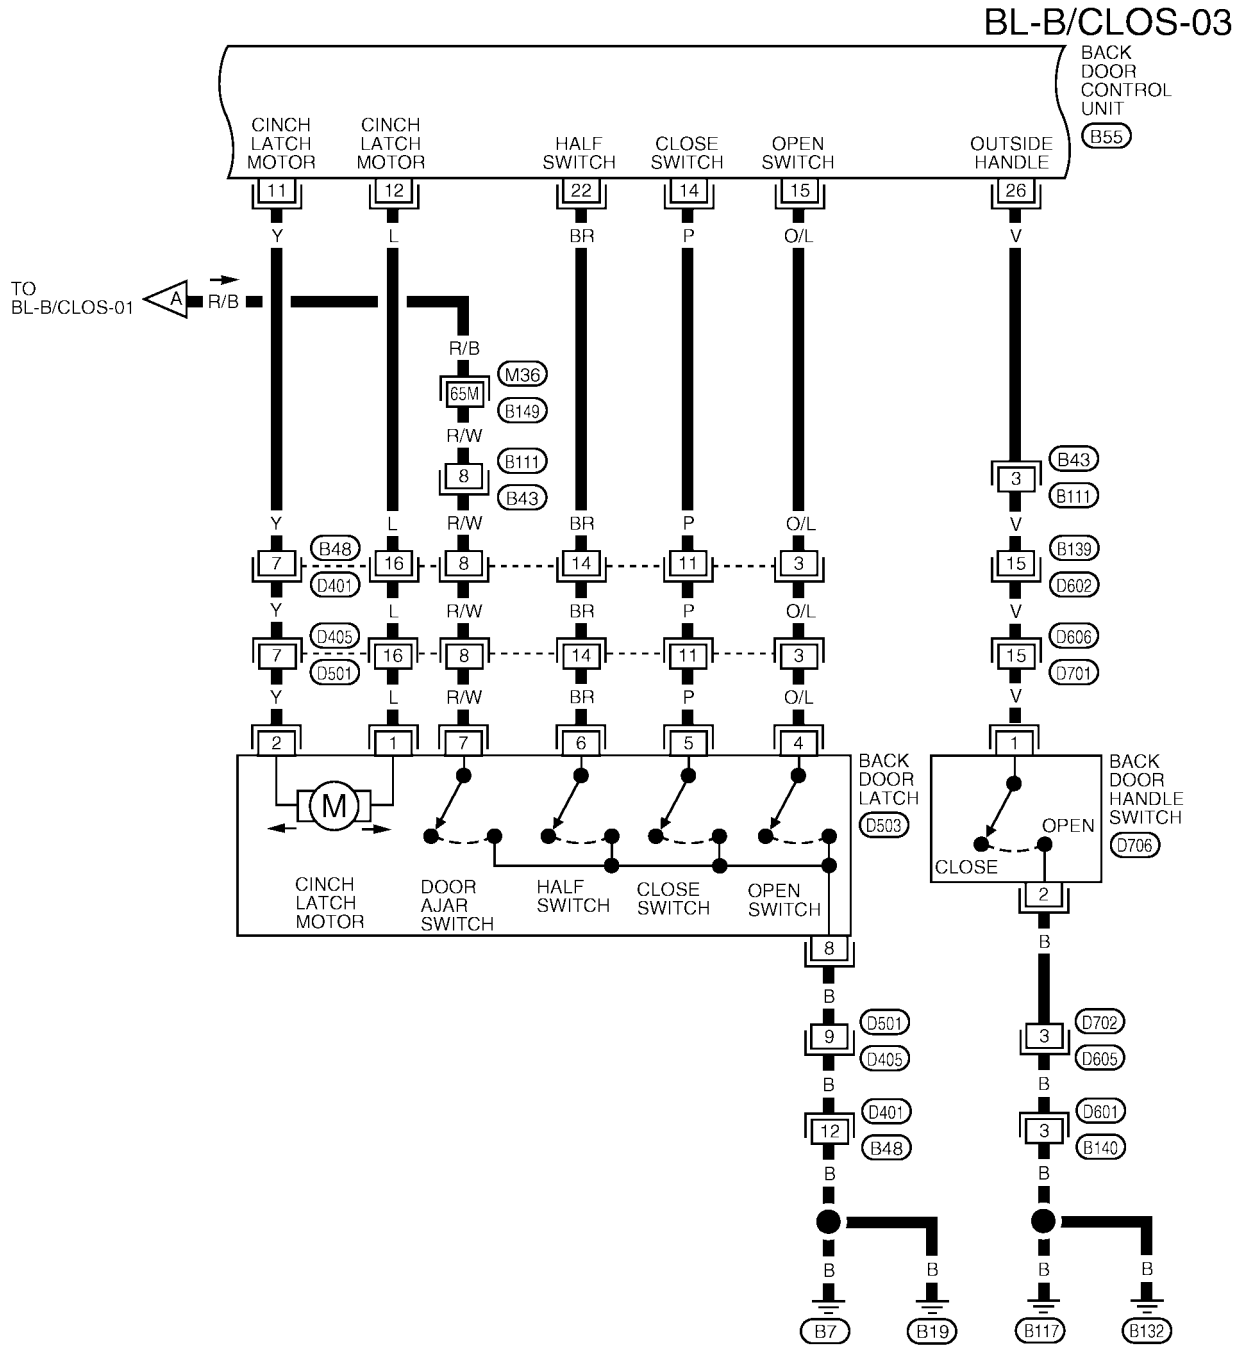 BL-B/CLOS-03
BACK
DOOR
CONTROL
UNIT
B55
CINCH
LATCH
MOTOR
CINCH
LATCH
MOTOR
HALF
SWITCH
CLOSE
SWITCH
OPEN
SWITCH
OUTSIDE
HANDLE
11 12 22 14 15 26
Y L BR P O/L V
TO
BL-B/CLOS-01
A R/B
R/B
65M
M36
B149
R/W
8
B111
B43
3
B43
B111
Y L R/W BR P O/L V
7 16 8 14 11 3 15
B48
D401
B139
D602
Y L R/W BR P O/L V
7 16 8 14 11 3 15
D405
D501
D606
D701
Y L R/W BR P O/L V
2 1 7 6 5 4 1
M
BACK
DOOR
LATCH
D503
BACK
DOOR
HANDLE
SWITCH
D706
OPEN
CLOSE
CINCH
LATCH
MOTOR
DOOR
AJAR
SWITCH
HALF
SWITCH
CLOSE
SWITCH
OPEN
SWITCH
8 2
B B
9
D501
D405
3
D702
D605
B B
12
D401
B48
3
D601
B140
B B
B B B B
B7 B19 B117 B132